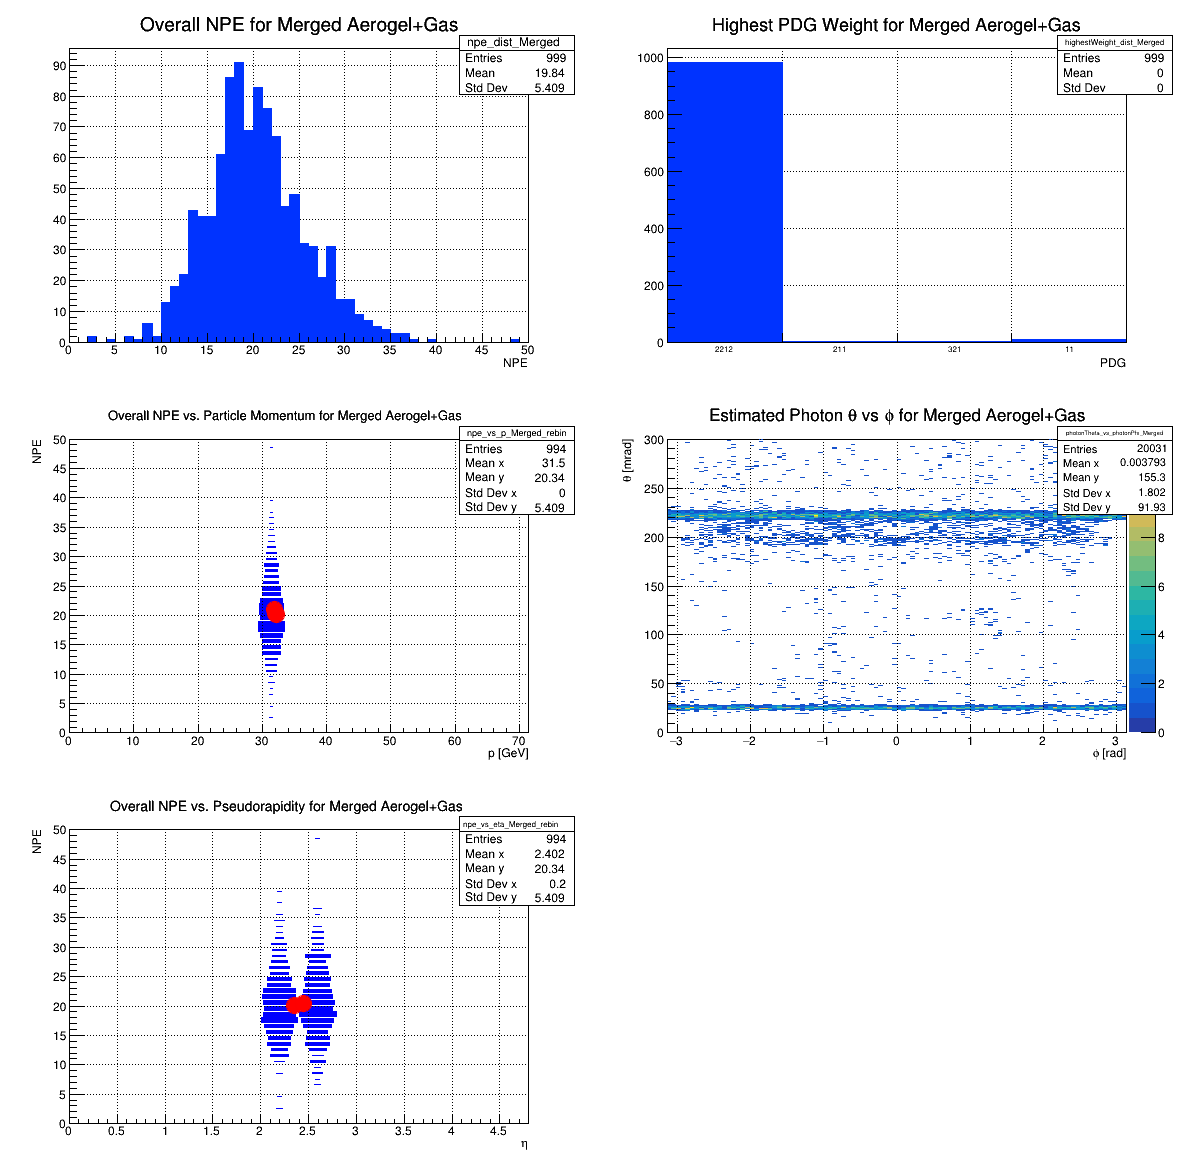 Overall NPE for Merged Aerogel+Gas
npe_dist_Merged
Entries 999
Mean 19.84
Std Dev 5.409
90
80
70
60
50
40
30
20
10
0
0 5 10 15 20 25 30 35 40 45 50
NPE
Highest PDG Weight for Merged Aerogel+Gas
highestWeight_dist_Merged
Entries 999
Mean 0
Std Dev 0
1000
800
600
400
200
0
2212 211 321 11
PDG
Overall NPE vs. Particle Momentum for Merged Aerogel+Gas
npe_vs_p_Merged_rebin
Entries 994
Mean x 31.5
Mean y 20.34
Std Dev x 0
Std Dev y 5.409
NPE
50
45
40
35
30
25
20
15
10
5
0
0 10 20 30 40 50 60 70
p [GeV]
Estimated Photon θ vs ϕ for Merged Aerogel+Gas
photonTheta_vs_photonPhi_Merged
Entries 20031
Mean x 0.003793
Mean y 155.3
Std Dev x 1.802
Std Dev y 91.93
θ [mrad]
300
250
200
150
100
50
0
−3 −2 −1 0 1 2 3
ϕ [rad]
8
6
4
2
0
Overall NPE vs. Pseudorapidity for Merged Aerogel+Gas
npe_vs_eta_Merged_rebin
Entries 994
Mean x 2.402
Mean y 20.34
Std Dev x 0.2
Std Dev y 5.409
NPE
50
45
40
35
30
25
20
15
10
5
0
0 0.5 1 1.5 2 2.5 3 3.5 4 4.5
η